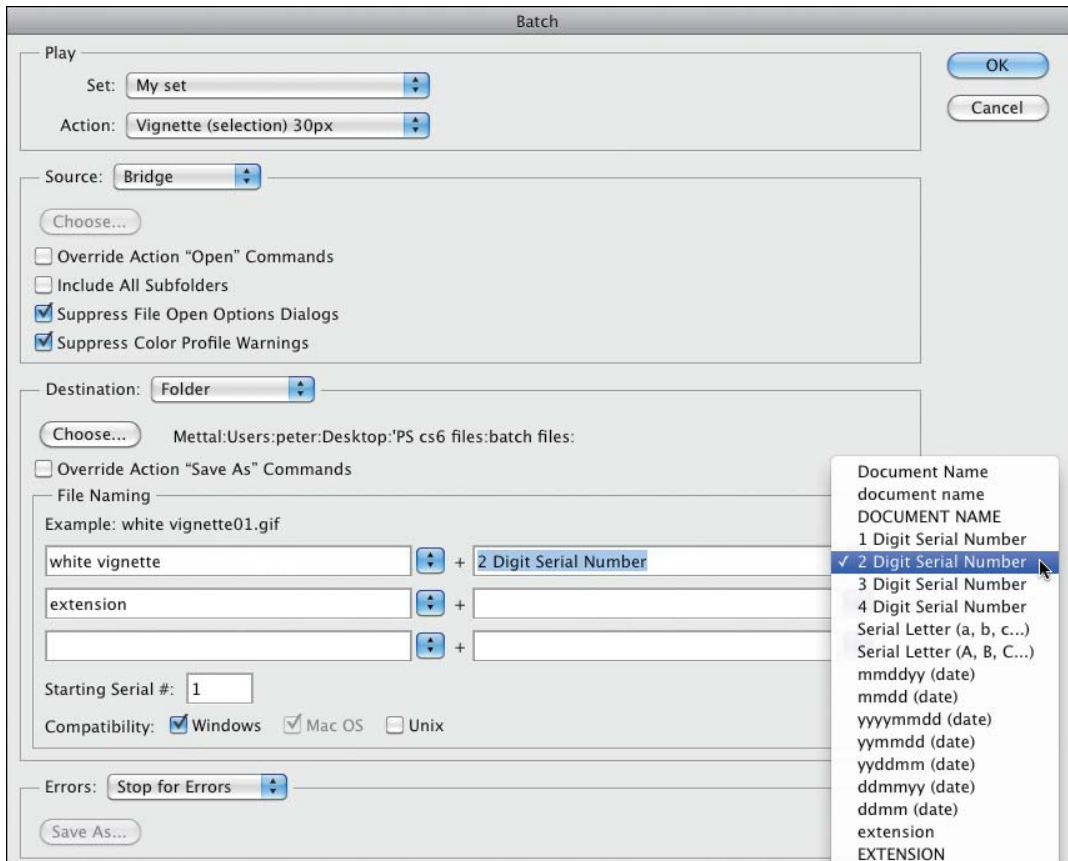 Batch
Play
Set: My set
Action: Vignette (selection) 30px
OK
Cancel
Source: Bridge
Choose...
Override Action “Open” Commands
Include All Subfolders
Suppress File Open Options Dialogs
Suppress Color Profile Warnings
Destination: Folder
Choose... Mettal:Users:peter:Desktop:'PS cs6 files:batch files:
Override Action “Save As” Commands
File Naming
Example: white vignette01.gif
white vignette + 2 Digit Serial Number
extension +
+
Starting Serial #: 1
Compatibility: Windows Mac OS Unix
Errors: Stop for Errors
Save As...
Document Name
document name
DOCUMENT NAME
1 Digit Serial Number
✓ 2 Digit Serial Number
3 Digit Serial Number
4 Digit Serial Number
Serial Letter (a, b, c...)
Serial Letter (A, B, C...)
mmddyy (date)
mmdd (date)
yyyymmdd (date)
yymmdd (date)
yyddmm (date)
ddmmyy (date)
ddmm (date)
extension
EXTENSION